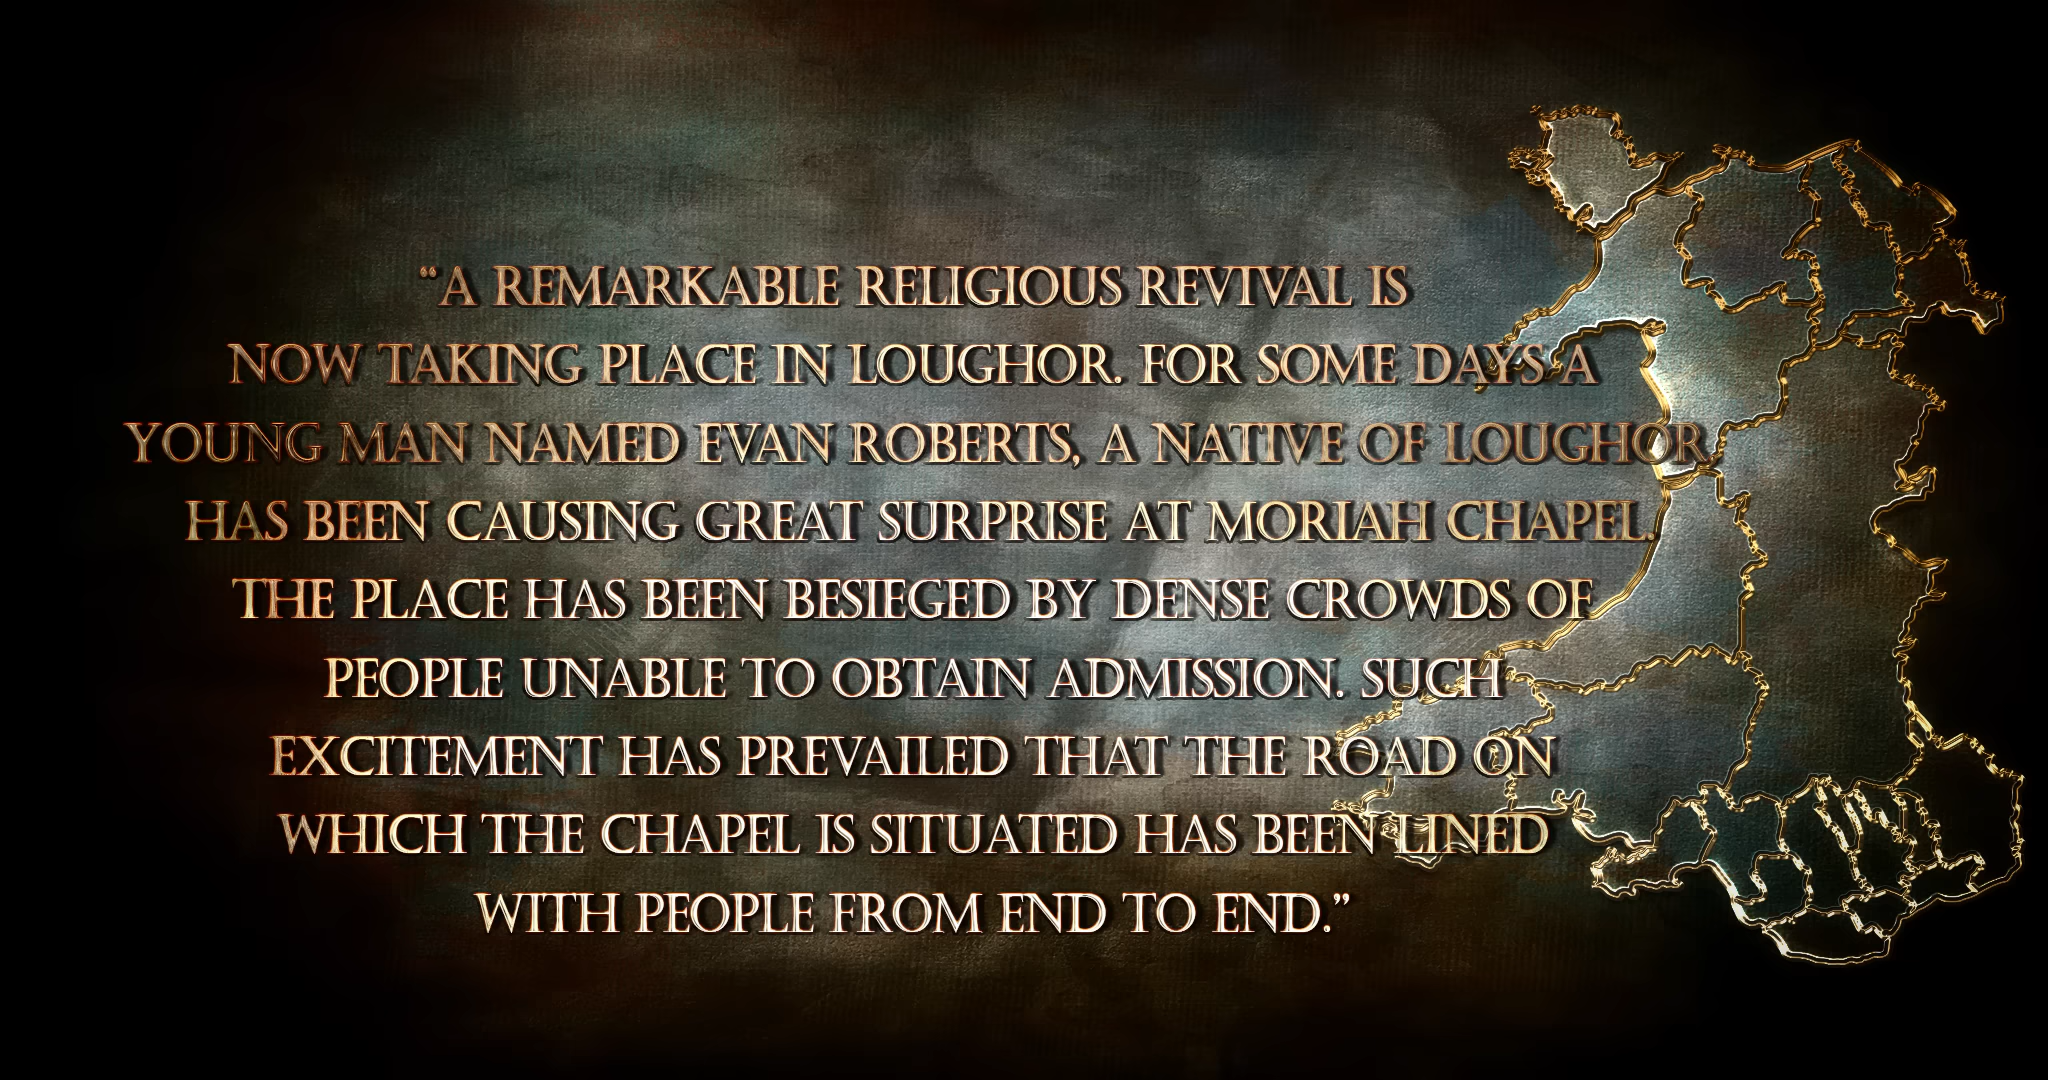 “A REMARKABLE RELIGIOUS REVIVAL IS
NOW TAKING PLACE IN LOUGHOR. FOR SOME DAYS A
YOUNG MAN NAMED EVAN ROBERTS, A NATIVE OF LOUGHOR,
HAS BEEN CAUSING GREAT SURPRISE AT MORIAH CHAPEL.
THE PLACE HAS BEEN BESIEGED BY DENSE CROWDS OF
PEOPLE UNABLE TO OBTAIN ADMISSION. SUCH
EXCITEMENT HAS PREVAILED THAT THE ROAD ON
WHICH THE CHAPEL IS SITUATED HAS BEEN LINED
WITH PEOPLE FROM END TO END.”